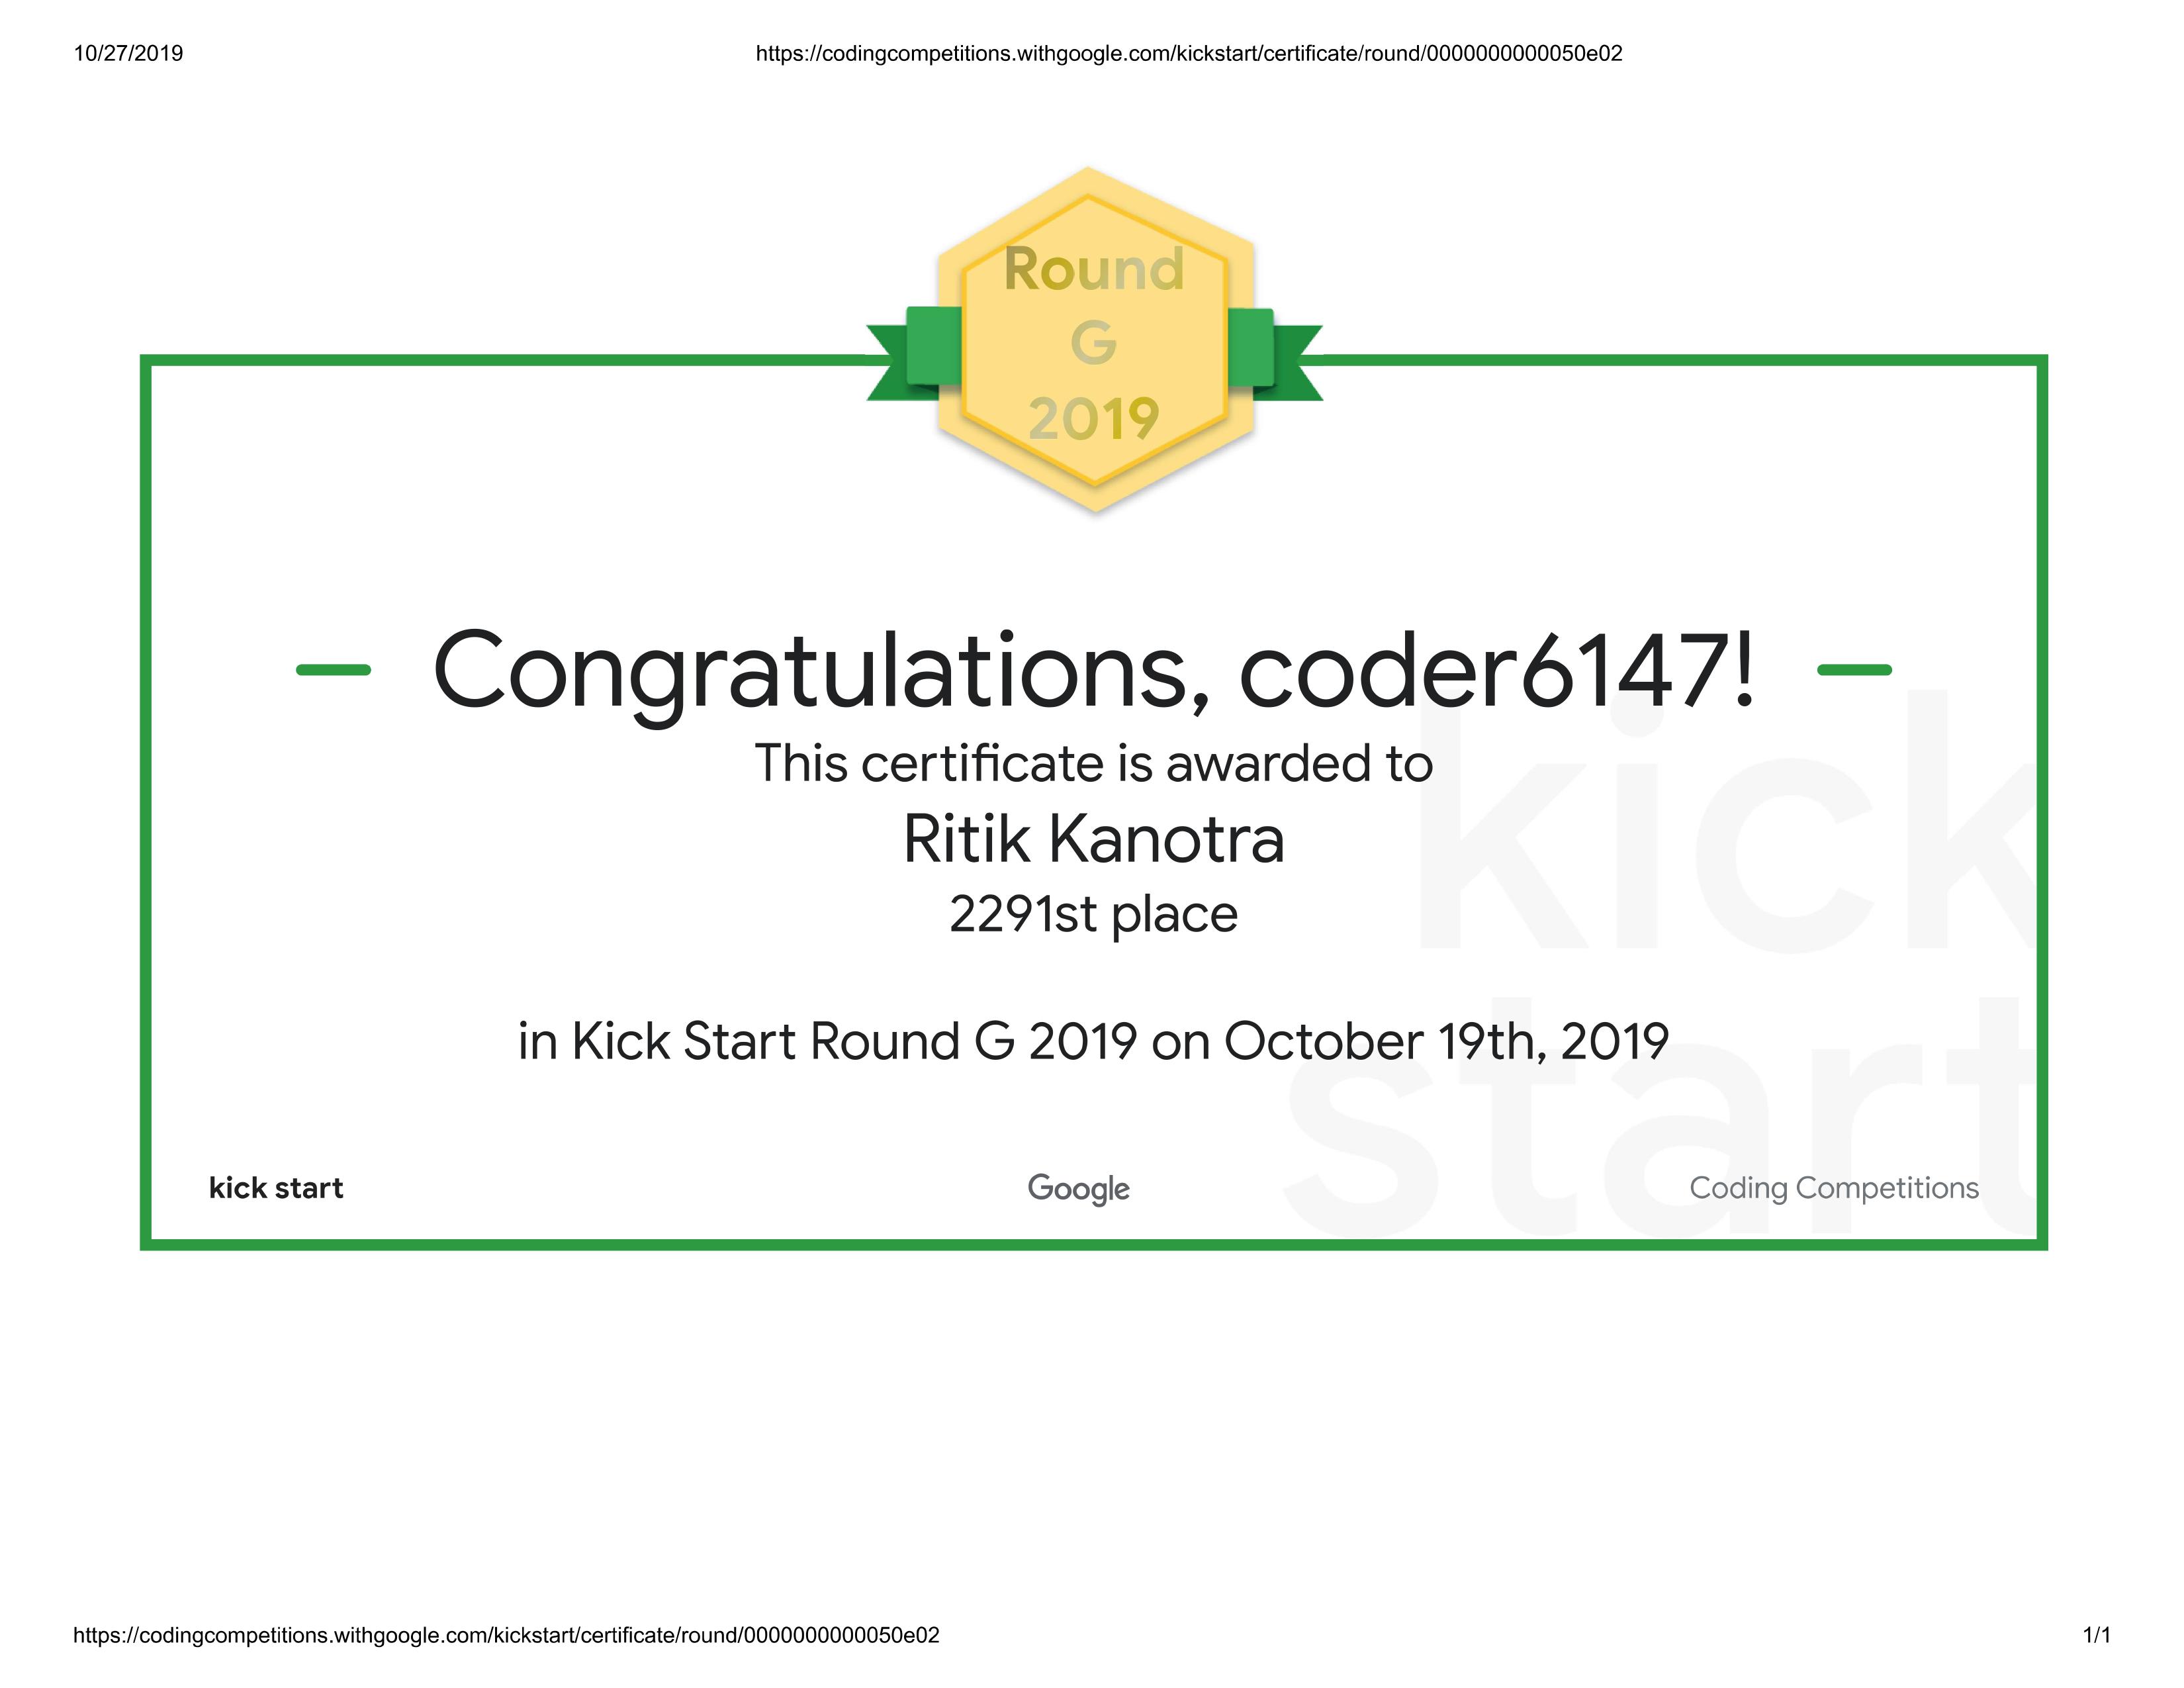 10/27/2019
https://codingcompetitions.withgoogle.com/kickstart/certificate/round/0000000000050e02
Round
G
2019
Congratulations, coder6147!
This certificate is awarded to
Ritik Kanotra
2291st place
in Kick Start Round G 2019 on October 19th, 2019
kick
start
kick start
Google
Coding Competitions
https://codingcompetitions.withgoogle.com/kickstart/certificate/round/0000000000050e02
1/1